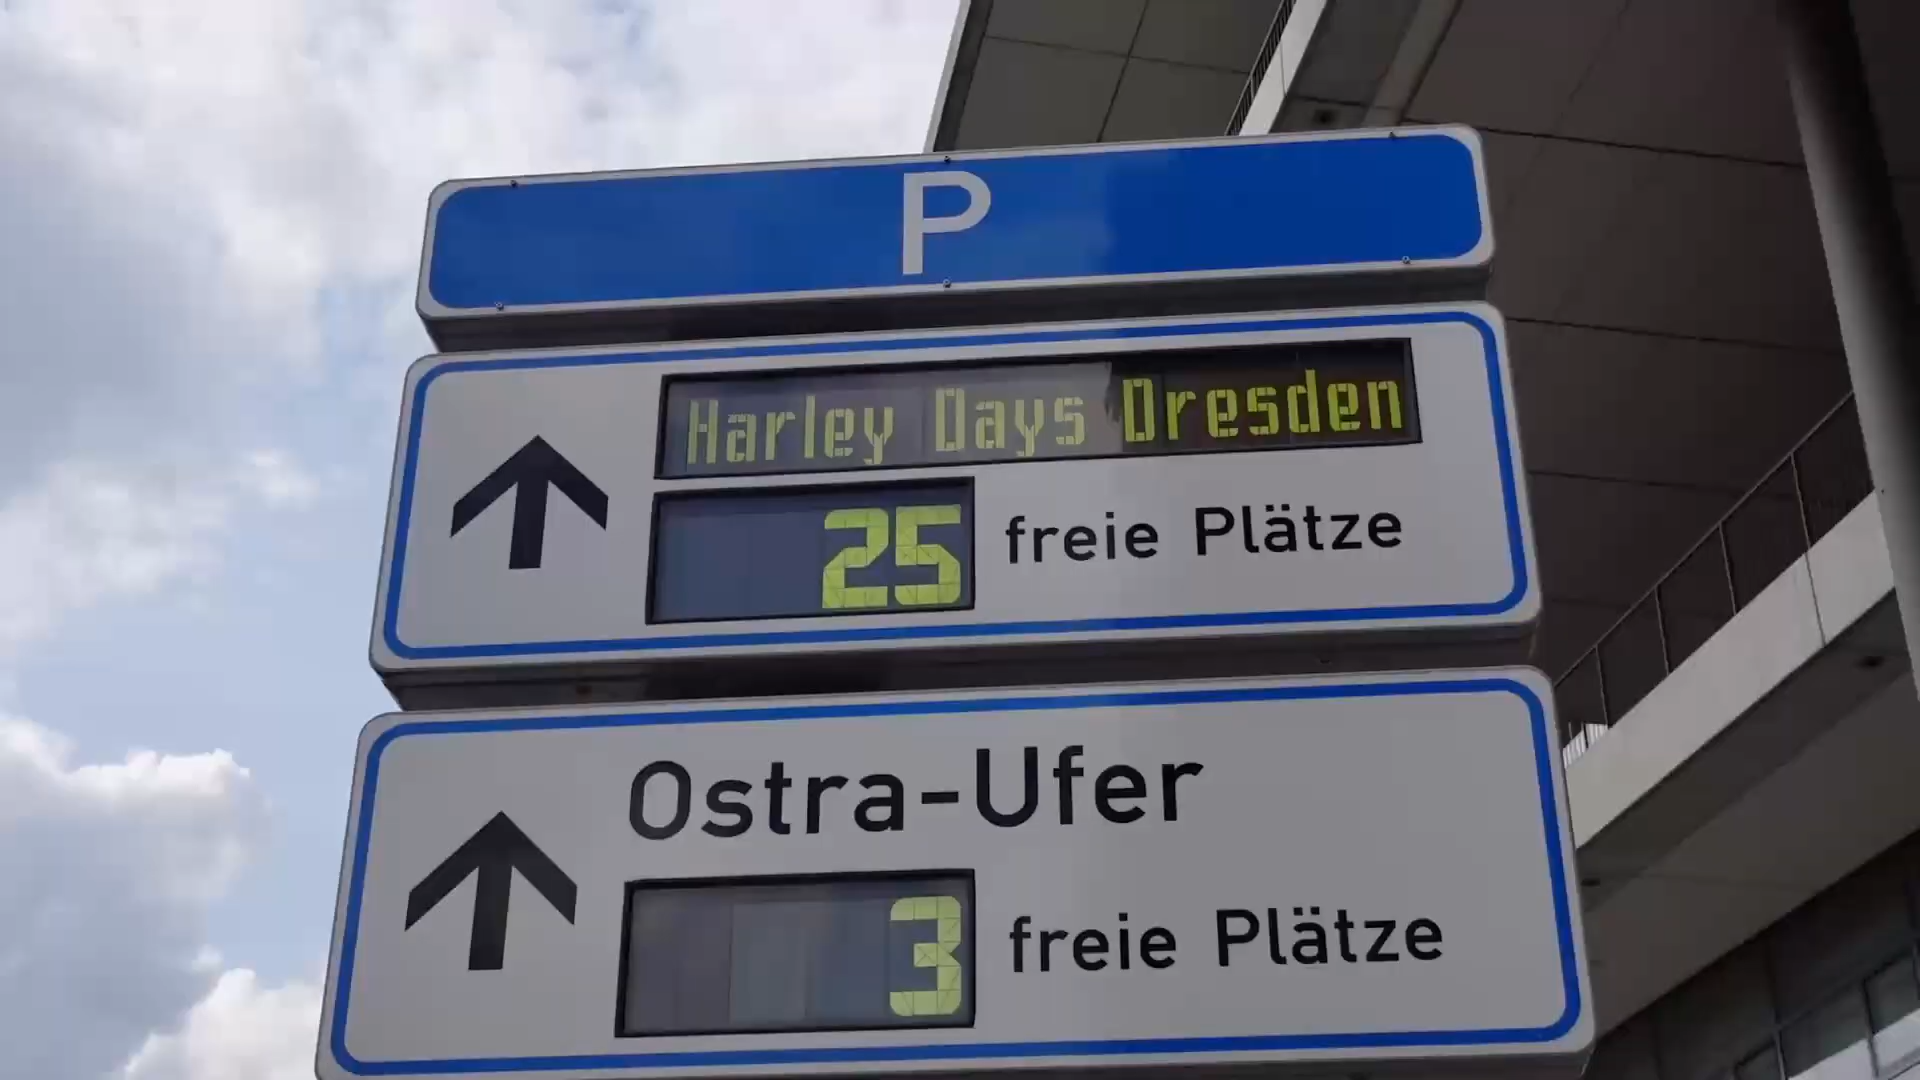 P
Harley Days Dresden
25 freie Plätze
Ostra-Ufer
3 freie Plätze